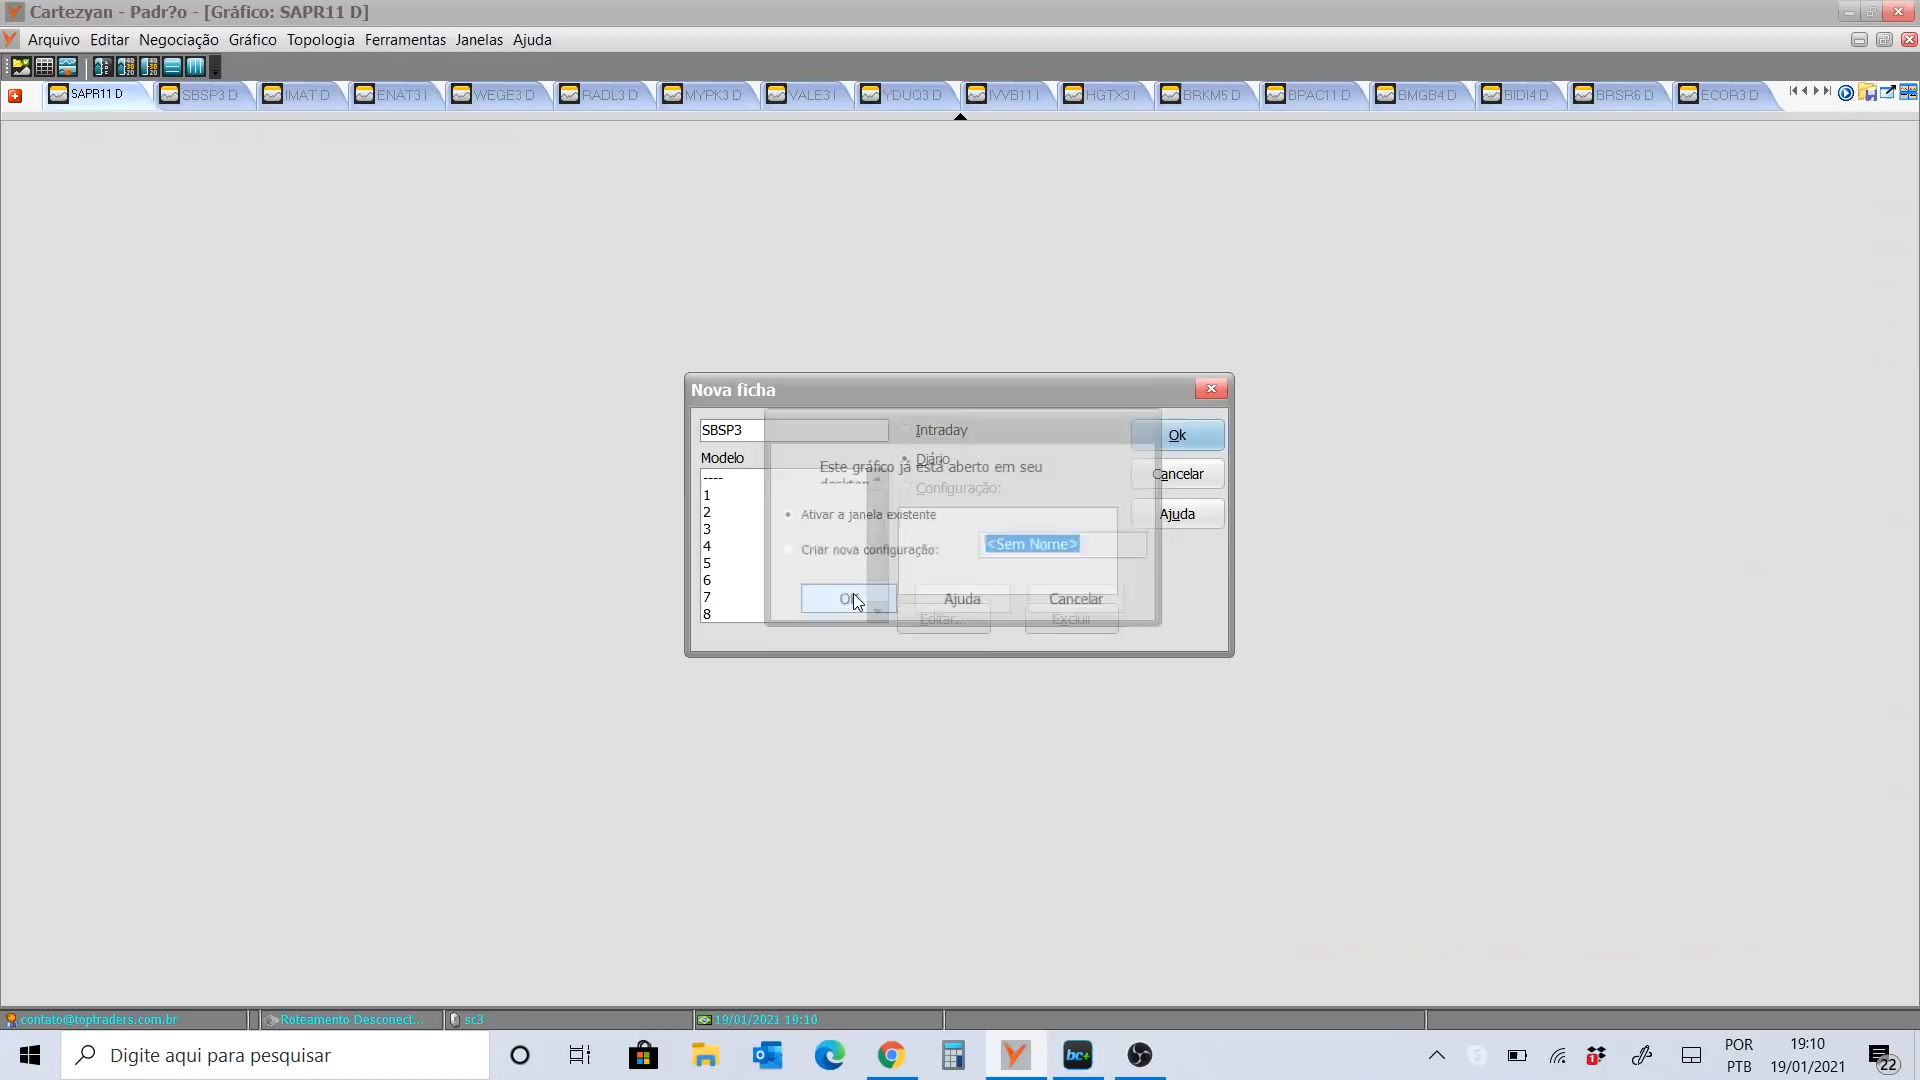 Cartezyan - Padr?o - [Gráfico: SAPR11 D]
Arquivo Editar Negociação Gráfico Topologia Ferramentas Janelas Ajuda
SAPR11 D SBSP3 D IMAT D ENAT3 I WEGE3 D RADL3 D MYPK3 D VALE3 I YDUQ3 D IVVB11 I HGTX3 I BRKM5 D BPAC11 D BMGB4 D BIDI4 D BRSR6 D ECOR3 D
Nova ficha
SBSP3
Intraday
Ok
Modelo
Diário
Este gráfico já está aberto em seu
desktop
Cancelar
Configuração:
----
1
2
3
4
5
6
7
8
Ativar a janela existente
Ajuda
Criar nova configuração:
<Sem Nome>
OK
Ajuda
Cancelar
Editar...
Excluir
contato@toptraders.com.br
Roteamento Desconect...
sc3
19/01/2021 19:10
Digite aqui para pesquisar
bc+
1
POR
PTB
19:10
19/01/2021
22